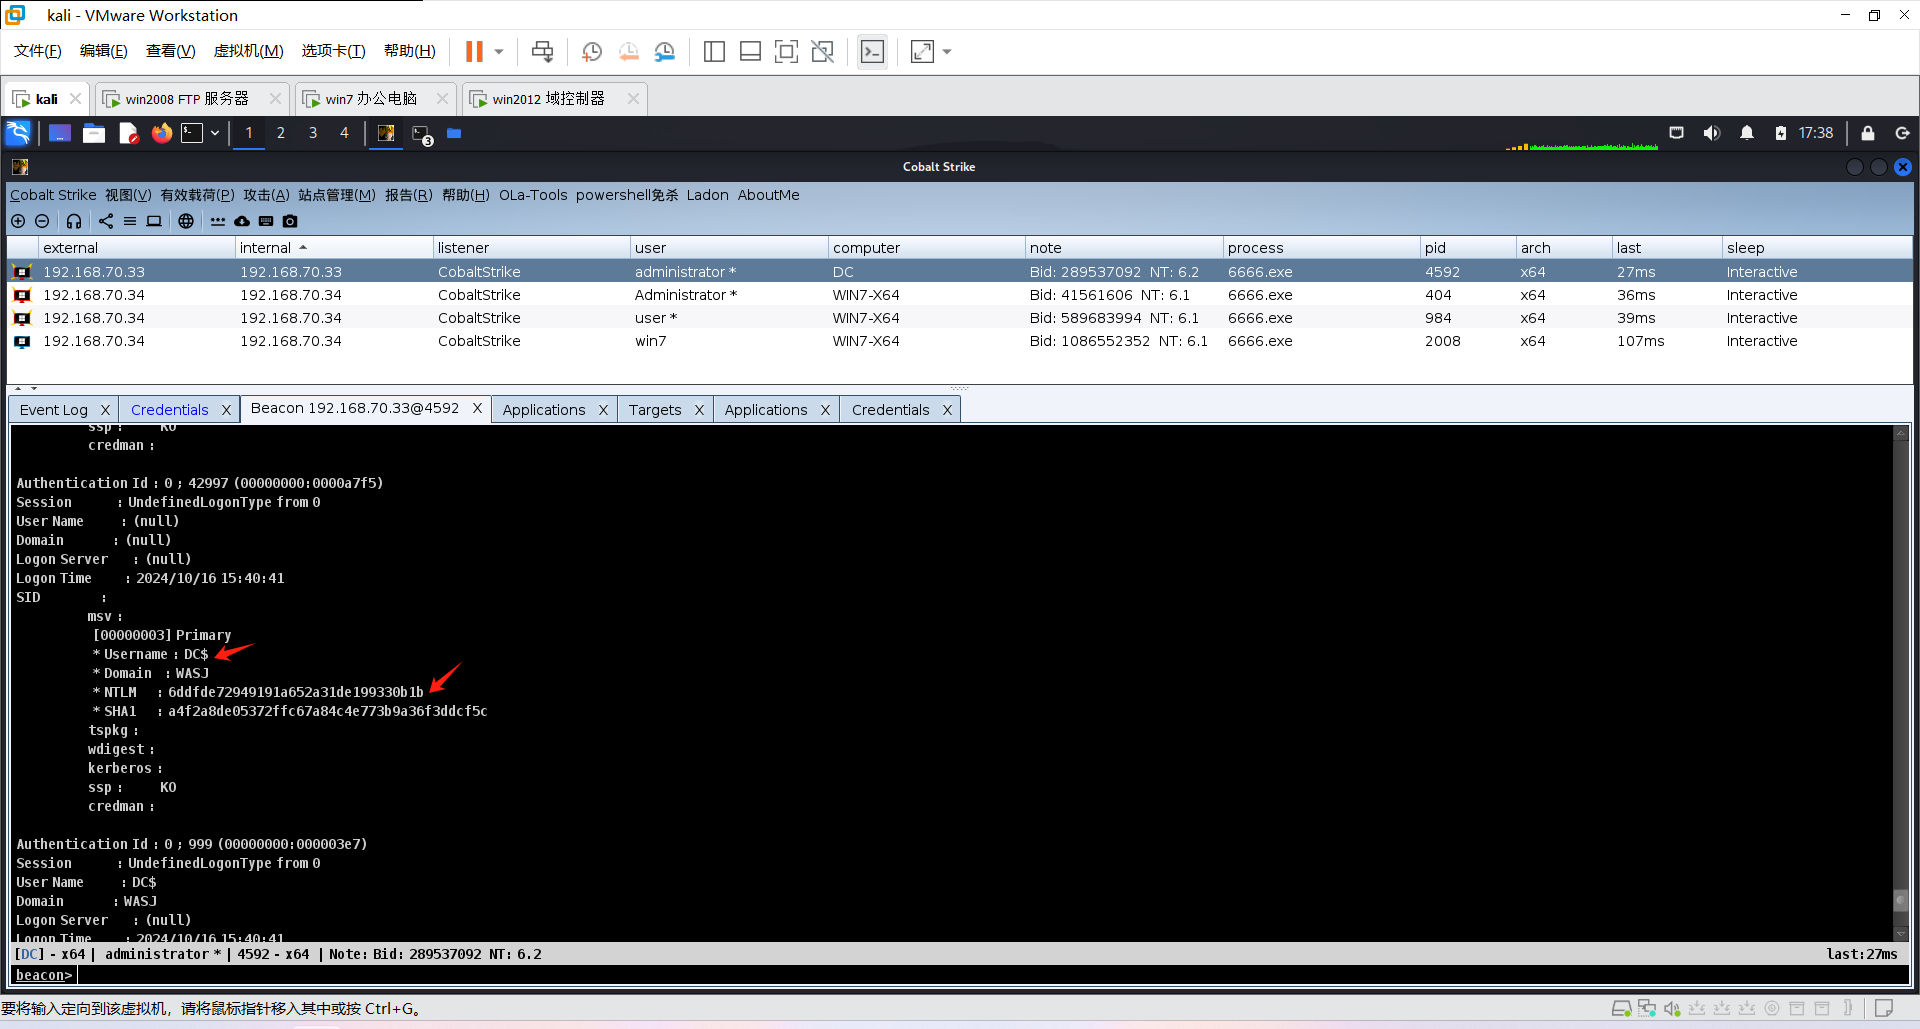 kali - VMware Workstation
文件(F) 编辑(E) 查看(V) 虚拟机(M) 选项卡(T) 帮助(H)
kali win2008 FTP 服务器 win7 办公电脑 win2012 域控制器
1 2 3 4 3 17:38
Cobalt Strike
Cobalt Strike 视图(V) 有效载荷(P) 攻击(A) 站点管理(M) 报告(R) 帮助(H) OLa-Tools powershell免杀 Ladon AboutMe
external internal listener user computer note process pid arch last sleep
192.168.70.33 192.168.70.33 CobaltStrike administrator * DC Bid: 289537092 NT: 6.2 6666.exe 4592 x64 27ms Interactive
192.168.70.34 192.168.70.34 CobaltStrike Administrator * WIN7-X64 Bid: 41561606 NT: 6.1 6666.exe 404 x64 36ms Interactive
192.168.70.34 192.168.70.34 CobaltStrike user * WIN7-X64 Bid: 589683994 NT: 6.1 6666.exe 984 x64 39ms Interactive
192.168.70.34 192.168.70.34 CobaltStrike win7 WIN7-X64 Bid: 1086552352 NT: 6.1 6666.exe 2008 x64 107ms Interactive
Event Log X Credentials X Beacon 192.168.70.33@4592 X Applications X Targets X Applications X Credentials X
ssp : KO
credman :
Authentication Id : 0 ; 42997 (00000000:0000a7f5)
Session : UndefinedLogonType from 0
User Name : (null)
Domain : (null)
Logon Server : (null)
Logon Time : 2024/10/16 15:40:41
SID :
msv :
[00000003] Primary
* Username : DC$
* Domain : WASJ
* NTLM : 6ddfde72949191a652a31de199330b1b
* SHA1 : a4f2a8de05372ffc67a84c4e773b9a36f3ddcf5c
tspkg :
wdigest :
kerberos :
ssp : KO
credman :
Authentication Id : 0 ; 999 (00000000:000003e7)
Session : UndefinedLogonType from 0
User Name : DC$
Domain : WASJ
Logon Server : (null)
Logon Time : 2024/10/16 15:40:41
[DC] - x64 | administrator * | 4592 - x64 | Note: Bid: 289537092 NT: 6.2 last:27ms
beacon>
要将输入定向到该虚拟机，请将鼠标指针移入其中或按 Ctrl+G。